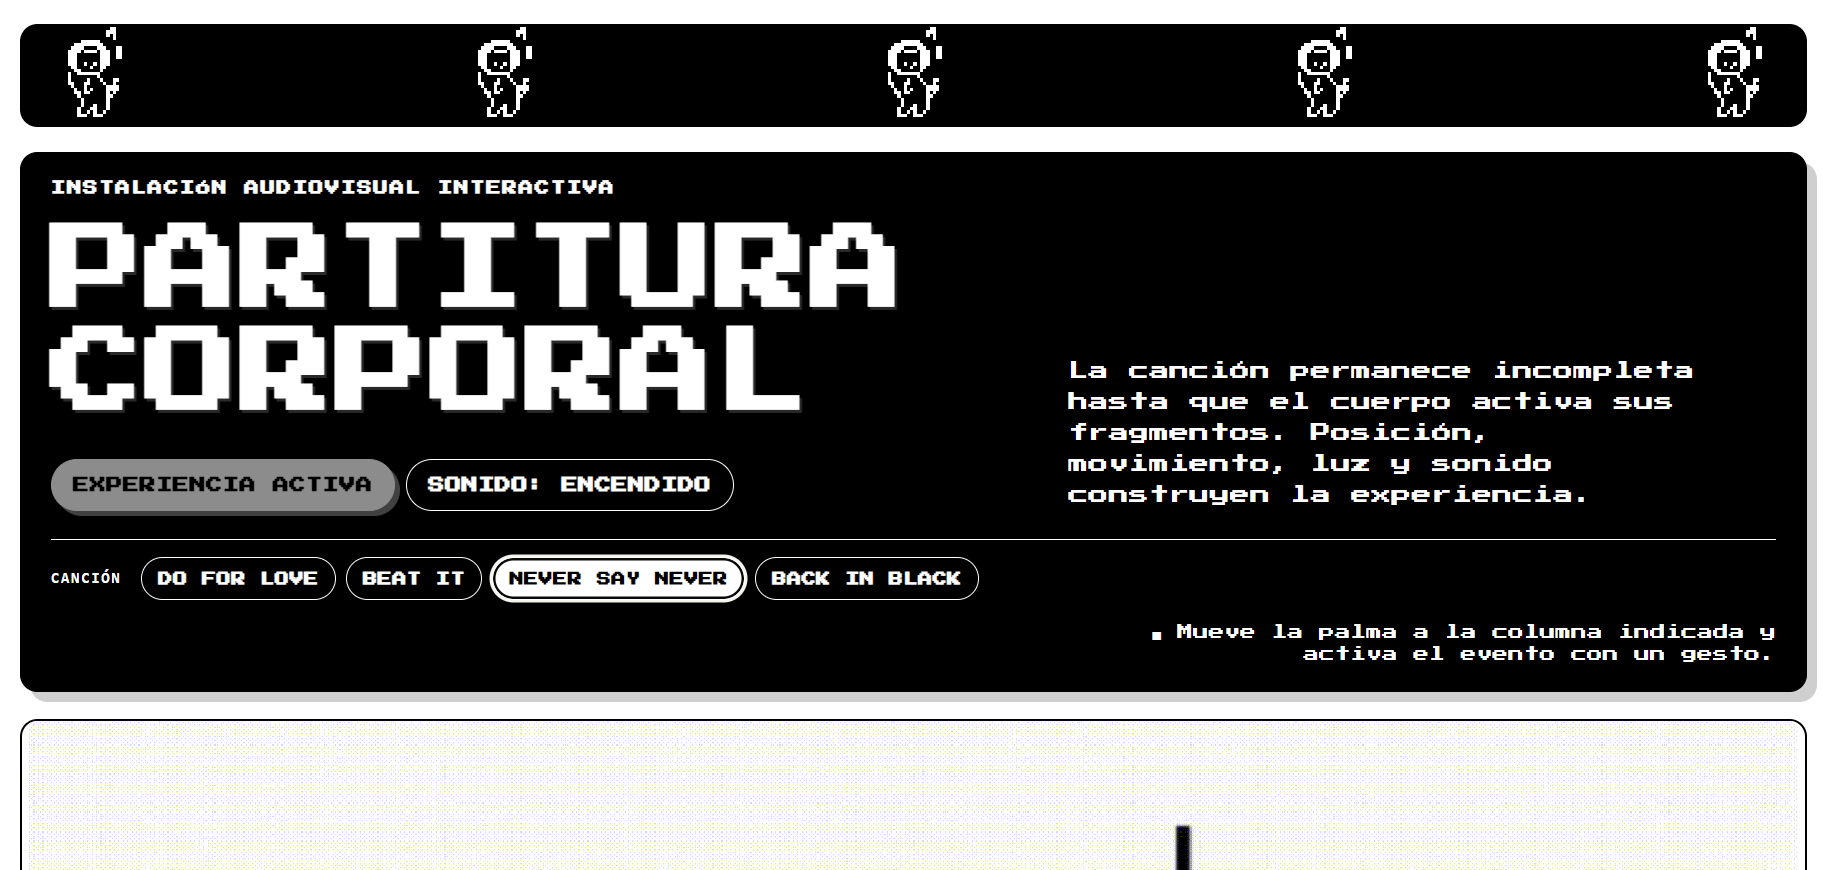 INSTALACIóN AUDIOVISUAL INTERACTIVA
PARTITURA
CORPORAL
La canción permanece incompleta
hasta que el cuerpo activa sus
fragmentos. Posición,
movimiento, luz y sonido
construyen la experiencia.
EXPERIENCIA ACTIVA
SONIDO: ENCENDIDO
CANCIÓN
DO FOR LOVE
BEAT IT
NEVER SAY NEVER
BACK IN BLACK
Mueve la palma a la columna indicada y
activa el evento con un gesto.